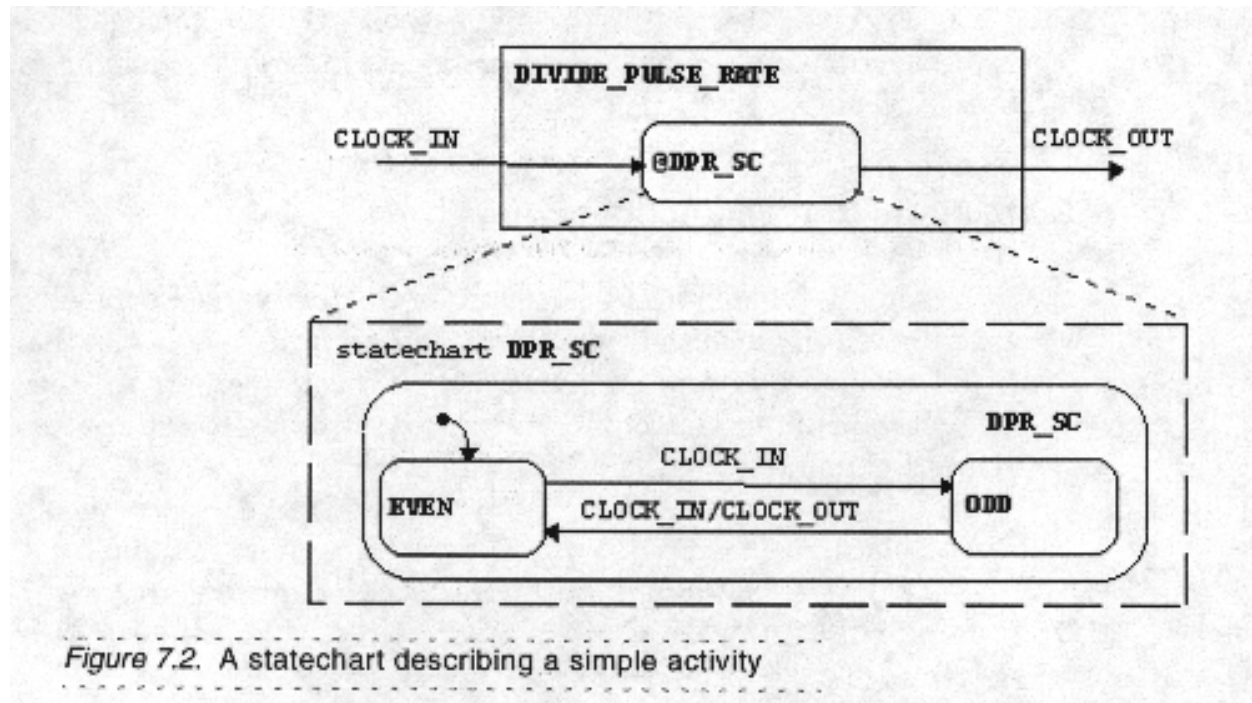 DIVIDE_PULSE_RATE
CLOCK_IN
@DPR_SC
CLOCK_OUT
statechart DPR_SC
DPR_SC
CLOCK_IN
EVEN
CLOCK_IN/CLOCK_OUT
ODD
Figure 7.2. A statechart describing a simple activity